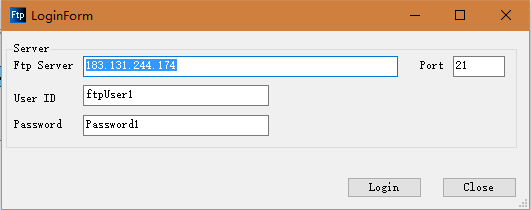 Ftp LoginForm
Server
Ftp Server 183.131.244.174 Port 21
User ID ftpUser1
Password Password1
Login Close